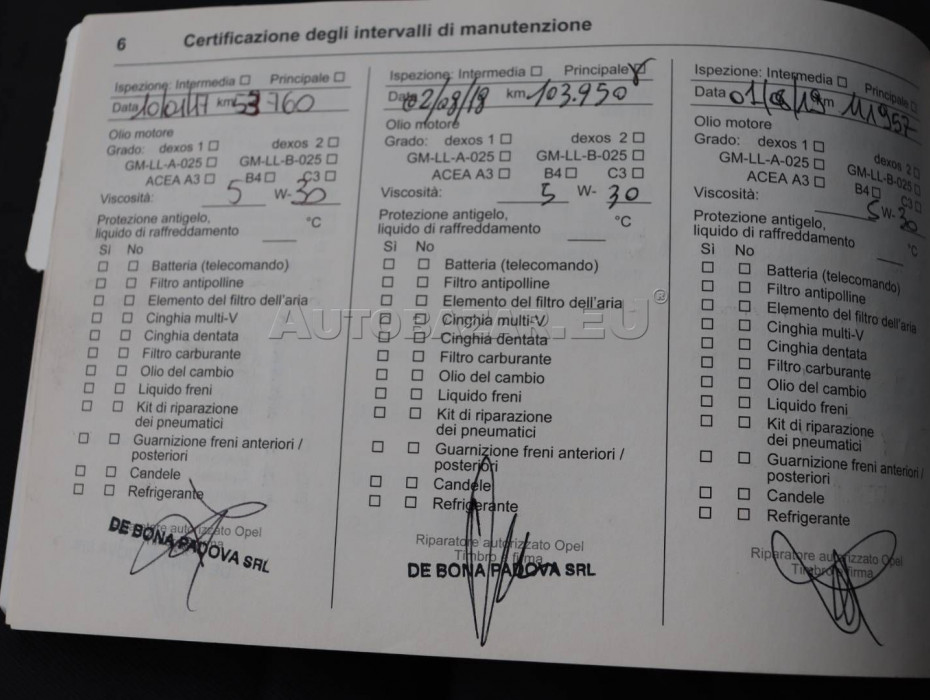 6 Certificazione degli intervalli di manutenzione
Ispezione: Intermedia Principale
Data 10/01/17 km 53760
Olio motore
Grado: dexos 1 dexos 2
GM-LL-A-025 GM-LL-B-025
ACEA A3 B4 C3
Viscosità: 5 W- 30
Protezione antigelo,
liquido di raffreddamento °C
Sì No
Batteria (telecomando)
Filtro antipolline
Elemento del filtro dell'aria
Cinghia multi-V
Cinghia dentata
Filtro carburante
Olio del cambio
Liquido freni
Kit di riparazione
dei pneumatici
Guarnizione freni anteriori /
posteriori
Candele
Refrigerante
autorizzato Opel
DE BONA PADOVA SRL
Ispezione: Intermedia Principale
Data 02/08/18 km 103.950
Olio motore
Grado: dexos 1 dexos 2
GM-LL-A-025 GM-LL-B-025
ACEA A3 B4 C3
Viscosità: 5 W- 30
Protezione antigelo,
liquido di raffreddamento °C
Sì No
Batteria (telecomando)
Filtro antipolline
Elemento del filtro dell'aria
Cinghia multi-V
Cinghia dentata
Filtro carburante
Olio del cambio
Liquido freni
Kit di riparazione
dei pneumatici
Guarnizione freni anteriori /
posteriori
Candele
Refrigerante
Riparatore autorizzato Opel
Timbro e firma
DE BONA PADOVA SRL
Ispezione: Intermedia Principale
Data 01/08/19 km 111957
Olio motore
Grado: dexos 1 dexos 2
GM-LL-A-025 GM-LL-B-025
ACEA A3 B4 C3
Viscosità: 5 W- 30
Protezione antigelo,
liquido di raffreddamento °C
Sì No
Batteria (telecomando)
Filtro antipolline
Elemento del filtro dell'aria
Cinghia multi-V
Cinghia dentata
Filtro carburante
Olio del cambio
Liquido freni
Kit di riparazione
dei pneumatici
Guarnizione freni anteriori /
posteriori
Candele
Refrigerante
Riparatore autorizzato Opel
Timbro e firma
AUTOBAZAR.EU®